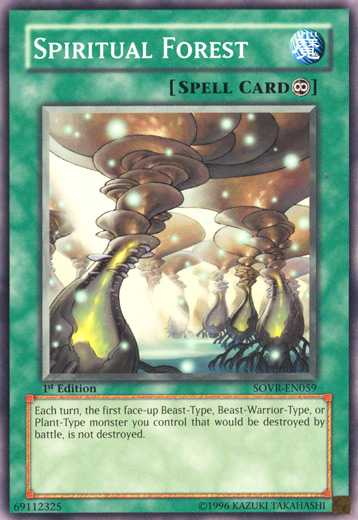 SPIRITUAL FOREST
[SPELL CARD]
1st Edition
SOVR-EN059
Each turn, the first face-up Beast-Type, Beast-Warrior-Type, or
Plant-Type monster you control that would be destroyed by
battle, is not destroyed.
69112325
©1996 KAZUKI TAKAHASHI